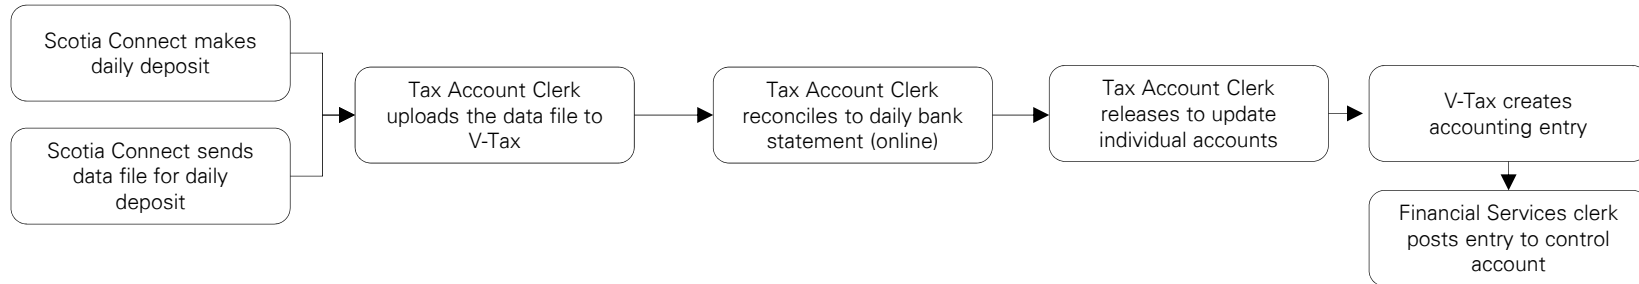 Scotia Connect makes
daily deposit
Scotia Connect sends
data file for daily
deposit
Tax Account Clerk
uploads the data file to
V-Tax
Tax Account Clerk
reconciles to daily bank
statement (online)
Tax Account Clerk
releases to update
individual accounts
V-Tax creates
accounting entry
Financial Services clerk
posts entry to control
account